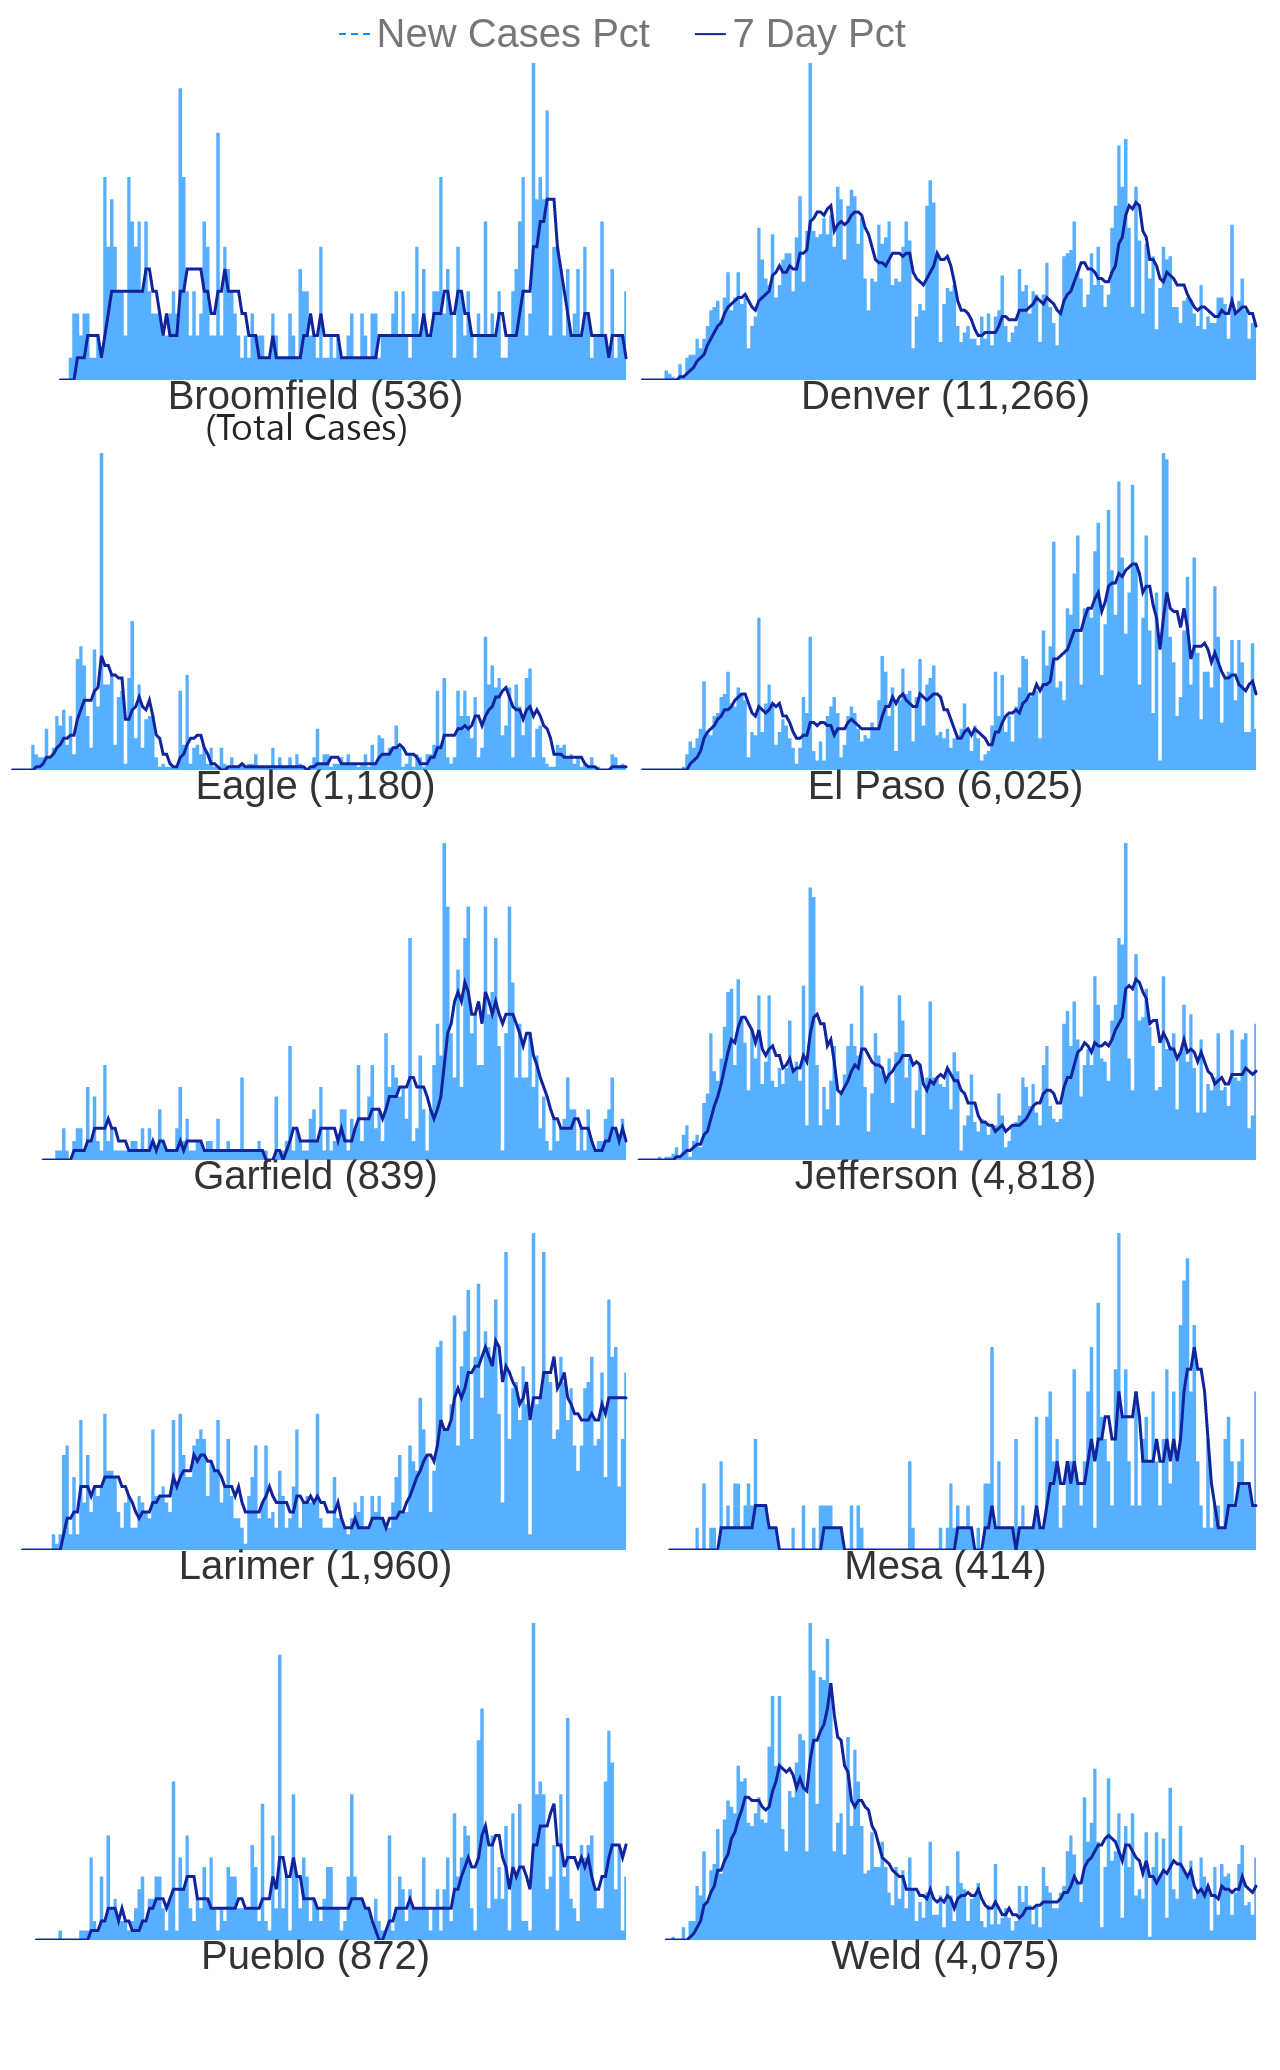 New Cases Pct 7 Day Pct
Broomfield (536) Denver (11,266)
(Total Cases)
Eagle (1,180) El Paso (6,025)
Garfield (839) Jefferson (4,818)
Larimer (1,960) Mesa (414)
Pueblo (872) Weld (4,075)